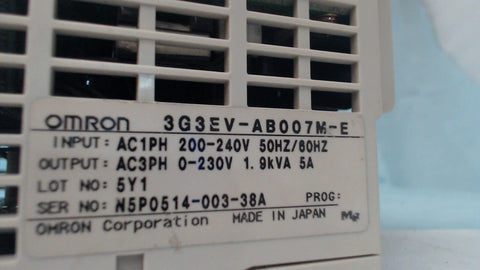 OMRON 3G3EV-AB007M-E
INPUT: AC1PH 200-240V 50HZ/60HZ
OUTPUT: AC3PH 0-230V 1.9kVA 5A
LOT NO: 5Y1
SER NO: N5P0514-003-38A PROG:
OMRON Corporation MADE IN JAPAN